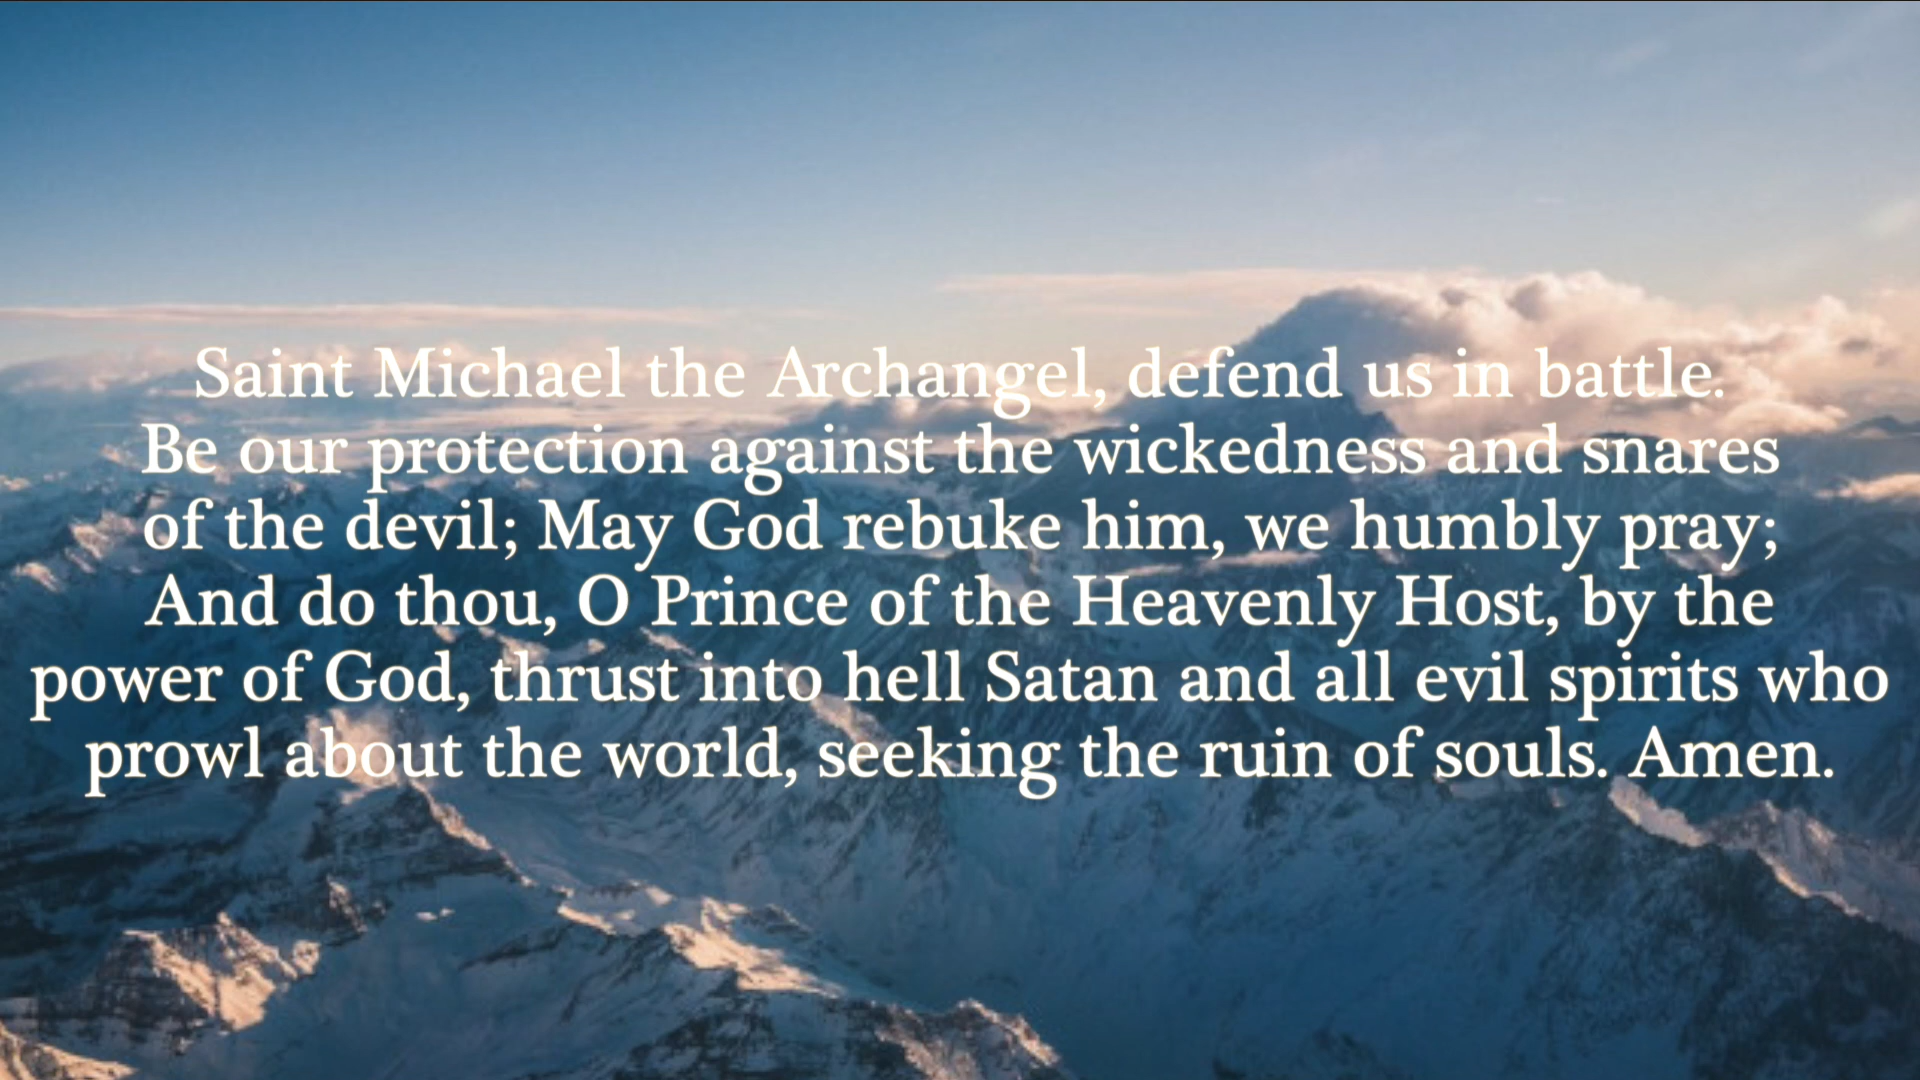 Saint Michael the Archangel, defend us in battle.
Be our protection against the wickedness and snares
of the devil; May God rebuke him, we humbly pray;
And do thou, O Prince of the Heavenly Host, by the
power of God, thrust into hell Satan and all evil spirits who
prowl about the world, seeking the ruin of souls. Amen.